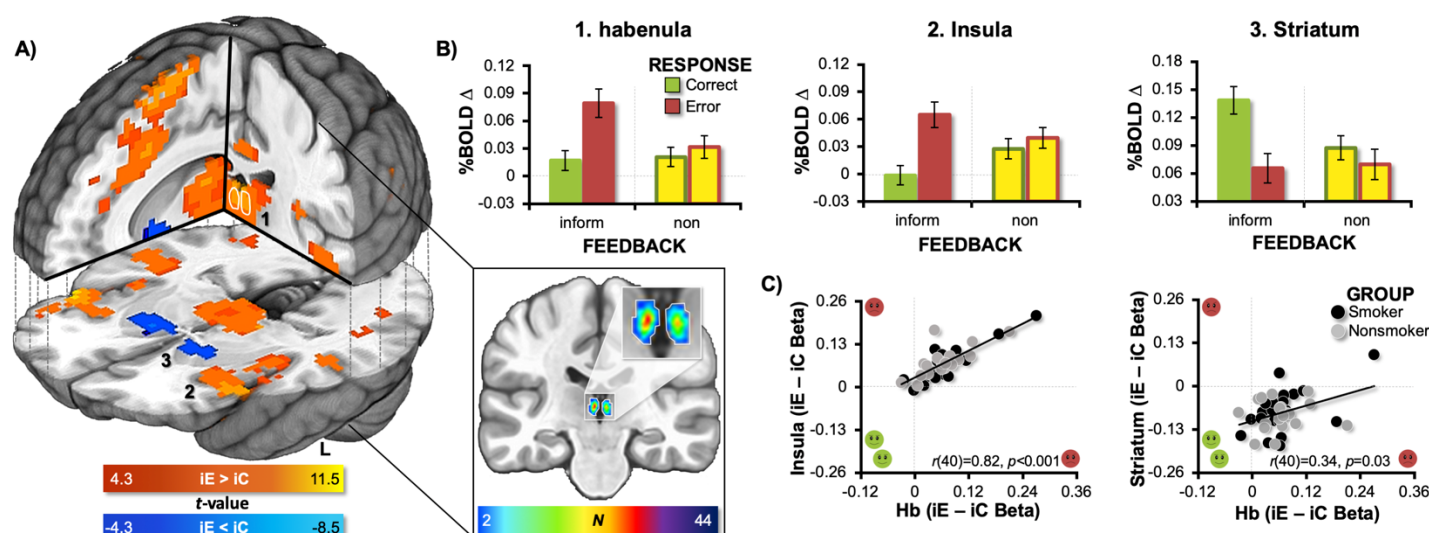 A)
1
3
2
L
4.3 iE > iC 11.5
t-value
-4.3 iE < iC -8.5
B)
1. habenula
RESPONSE
Correct
Error
%BOLD Δ
0.12
0.09
0.06
0.03
0
-0.03
inform non
FEEDBACK
2. Insula
%BOLD Δ
0.12
0.09
0.06
0.03
0
-0.03
inform non
FEEDBACK
3. Striatum
%BOLD Δ
0.18
0.15
0.12
0.09
0.06
0.03
inform non
FEEDBACK
2 N 44
C)
Insula (iE – iC Beta)
0.26
0.13
0
-0.13
-0.26
r(40)=0.82, p<0.001
-0.12 0 0.12 0.24 0.36
Hb (iE – iC Beta)
GROUP
Smoker
Nonsmoker
Striatum (iE – iC Beta)
0.26
0.13
0
-0.13
-0.26
r(40)=0.34, p=0.03
-0.12 0 0.12 0.24 0.36
Hb (iE – iC Beta)